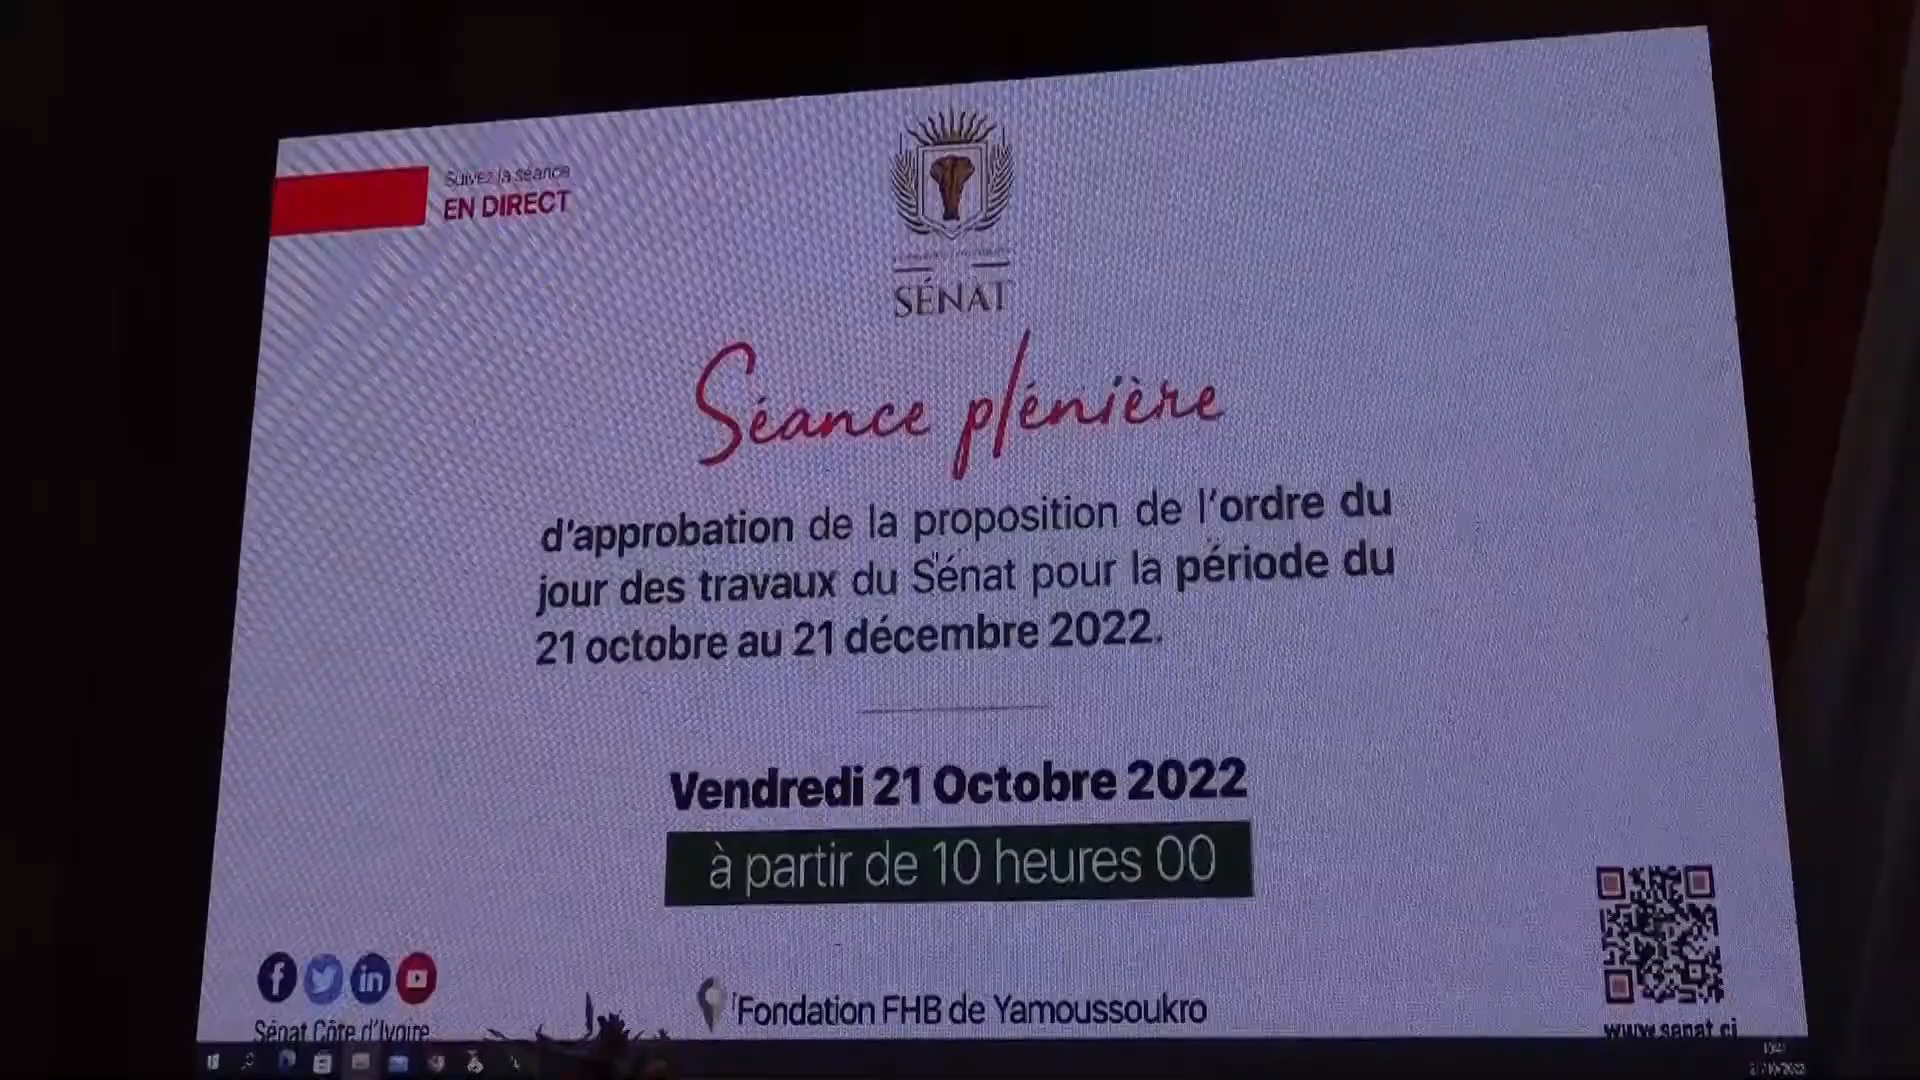 Suivez la séance
EN DIRECT
SÉNAT
Séance plénière
d'approbation de la proposition de l'ordre du
jour des travaux du Sénat pour la période du
21 octobre au 21 décembre 2022.
Vendredi 21 Octobre 2022
à partir de 10 heures 00
Fondation FHB de Yamoussoukro
Sénat Côte d'Ivoire
www.senat.ci